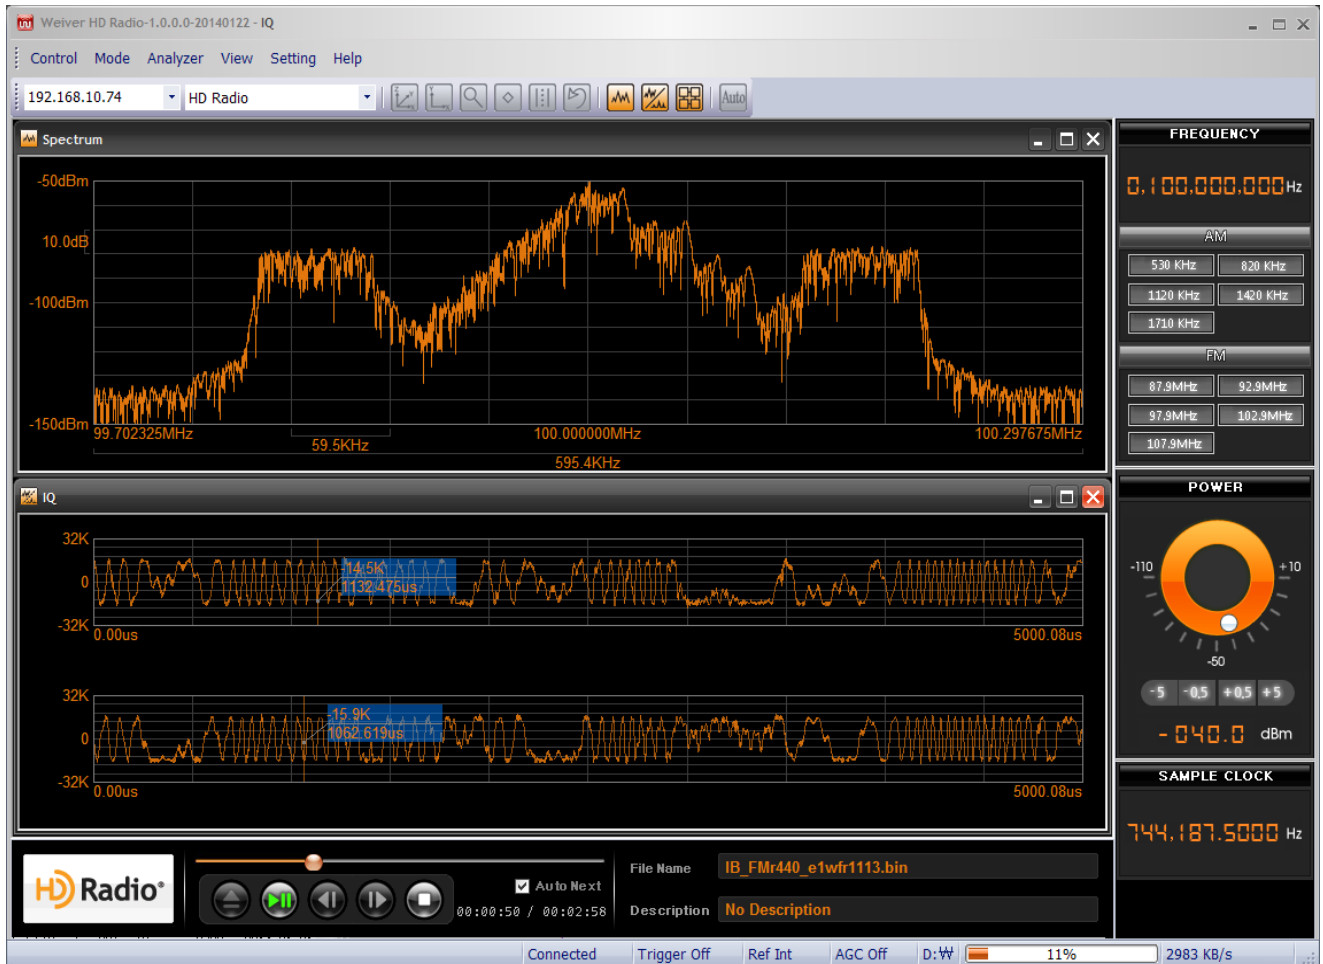 Weiver HD Radio-1.0.0.0-20140122 - IQ
Control Mode Analyzer View Setting Help
192.168.10.74 HD Radio Auto
Spectrum
-50dBm
10.0dB
-100dBm
-150dBm
99.702325MHz 100.000000MHz 100.297675MHz
59.5KHz
595.4KHz
IQ
32K
0
-32K
-14.5K
1132.475us
0.00us 5000.08us
32K
0
-32K
-15.9K
1062.619us
0.00us 5000.08us
FREQUENCY
0,100,000,000 Hz
AM
530 KHz 820 KHz
1120 KHz 1420 KHz
1710 KHz
FM
87.9MHz 92.9MHz
97.9MHz 102.9MHz
107.9MHz
POWER
-110 +10
-50
-5 -0,5 +0,5 +5
-040.0 dBm
SAMPLE CLOCK
744,187.5000 Hz
HD Radio®
Auto Next
00:00:50 / 00:02:58
File Name IB_FMr440_e1wfr1113.bin
Description No Description
Connected Trigger Off Ref Int AGC Off D:₩ 11% 2983 KB/s